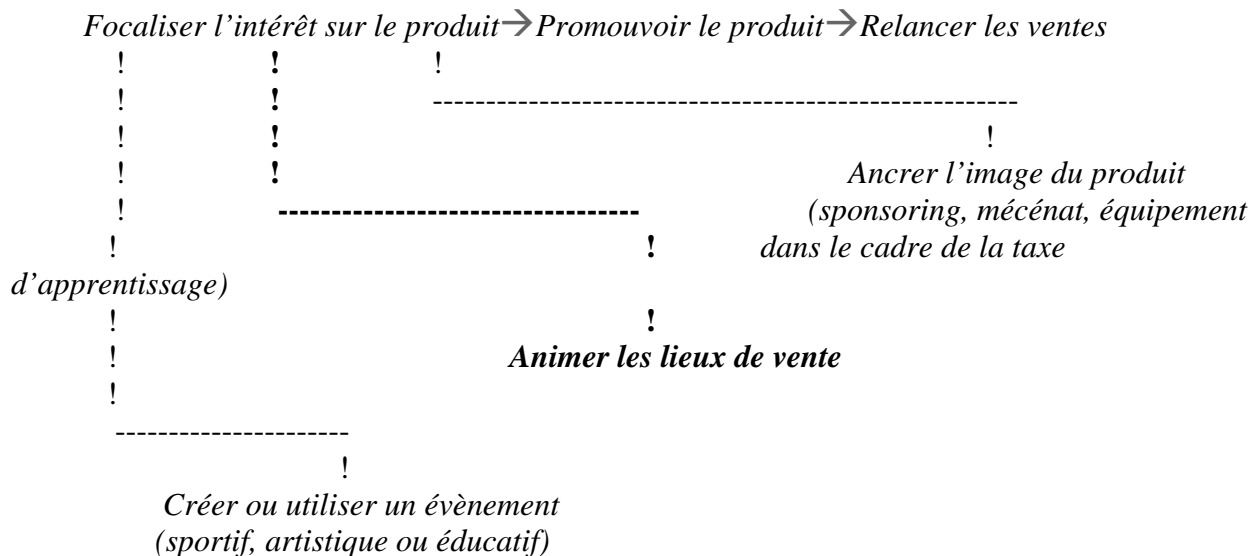 Focaliser l’intérêt sur le produit→Promouvoir le produit→Relancer les ventes
! ! !
! ! -------------------------------------------------------
! ! !
! ! Ancrer l’image du produit
! --------------------------------- (sponsoring, mécénat, équipement
! ! dans le cadre de la taxe
d’apprentissage)
! !
! Animer les lieux de vente
!
----------------------
!
Créer ou utiliser un évènement
(sportif, artistique ou éducatif)